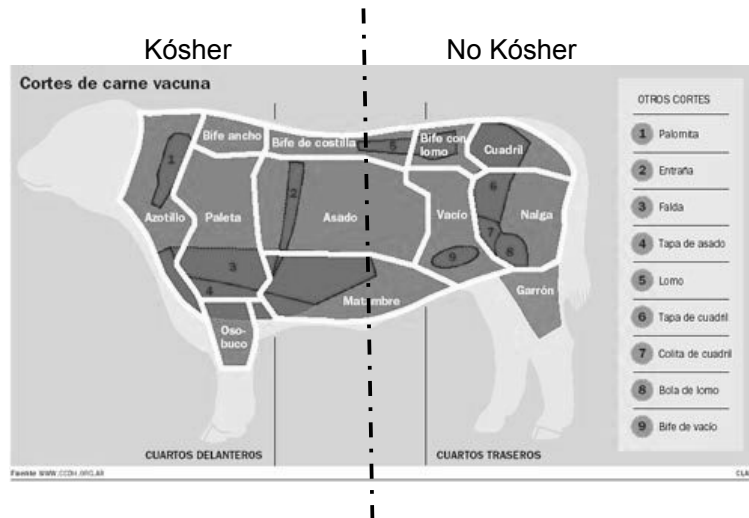 Kósher
No Kósher
Cortes de carne vacuna
Bife ancho
Bife de costilla
Bife con
lomo
Cuadril
Azotillo
Paleta
Asado
Vacío
Nalga
Matambre
Garrón
Oso-
buco
1
2
3
4
5
6
7
8
9
CUARTOS DELANTEROS
CUARTOS TRASEROS
OTROS CORTES
1 Palomita
2 Entraña
3 Falda
4 Tapa de asado
5 Lomo
6 Tapa de cuadril
7 Colita de cuadril
8 Bola de lomo
9 Bife de vacío
Fuente WWW.CCDH.ORG.AR
CLA